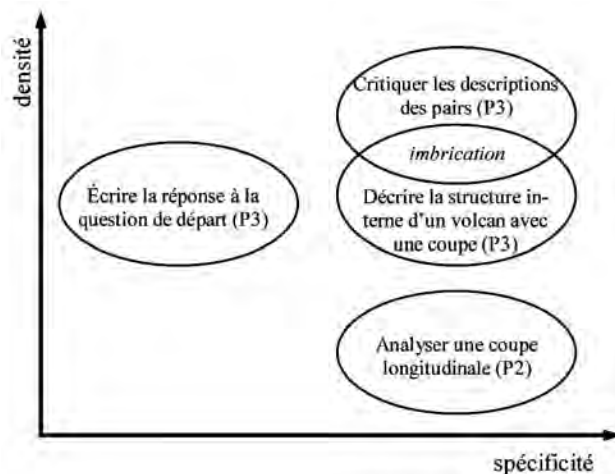 densité
Critiquer les descriptions
des pairs (P3)
imbrication
Écrire la réponse à la
question de départ (P3)
Décrire la structure in-
terne d'un volcan avec
une coupe (P3)
Analyser une coupe
longitudinale (P2)
spécificité